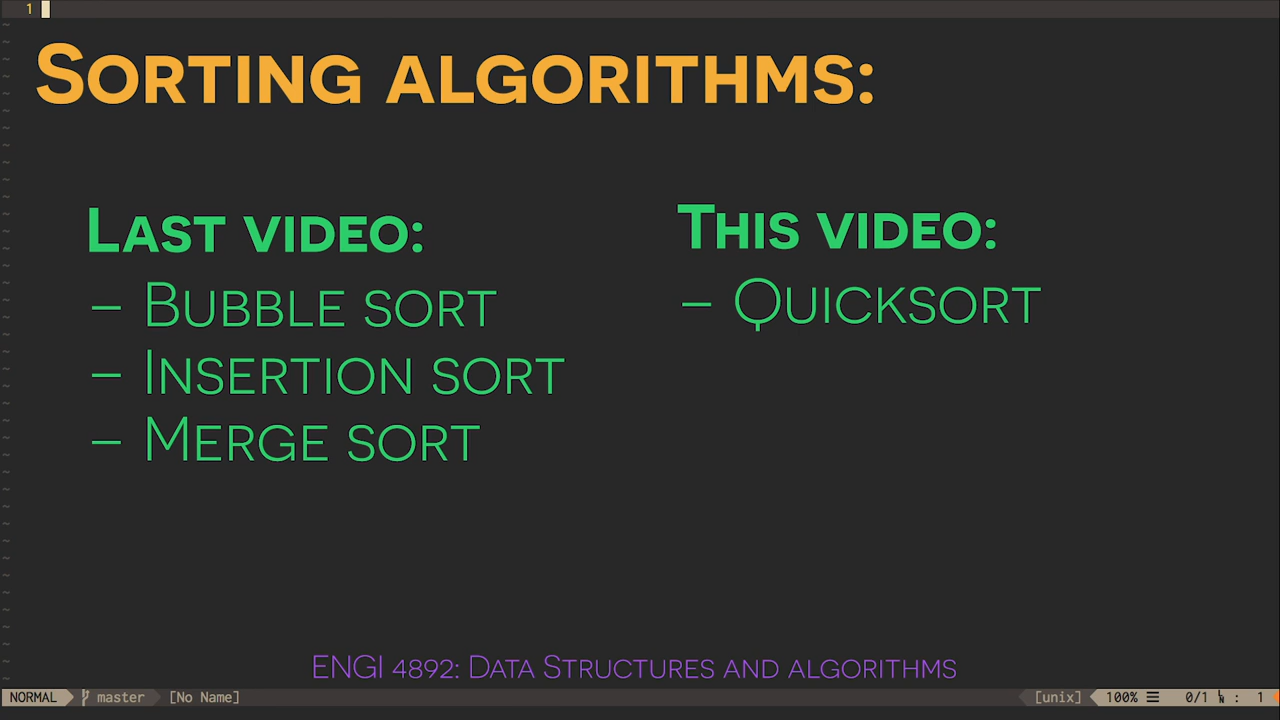 1
Sorting algorithms:
Last video:
– Bubble sort
– Insertion sort
– Merge sort
This video:
– Quicksort
ENGI 4892: Data Structures and algorithms
NORMAL master [No Name] [unix] 100% ☰ 0/1 ㏑ : 1